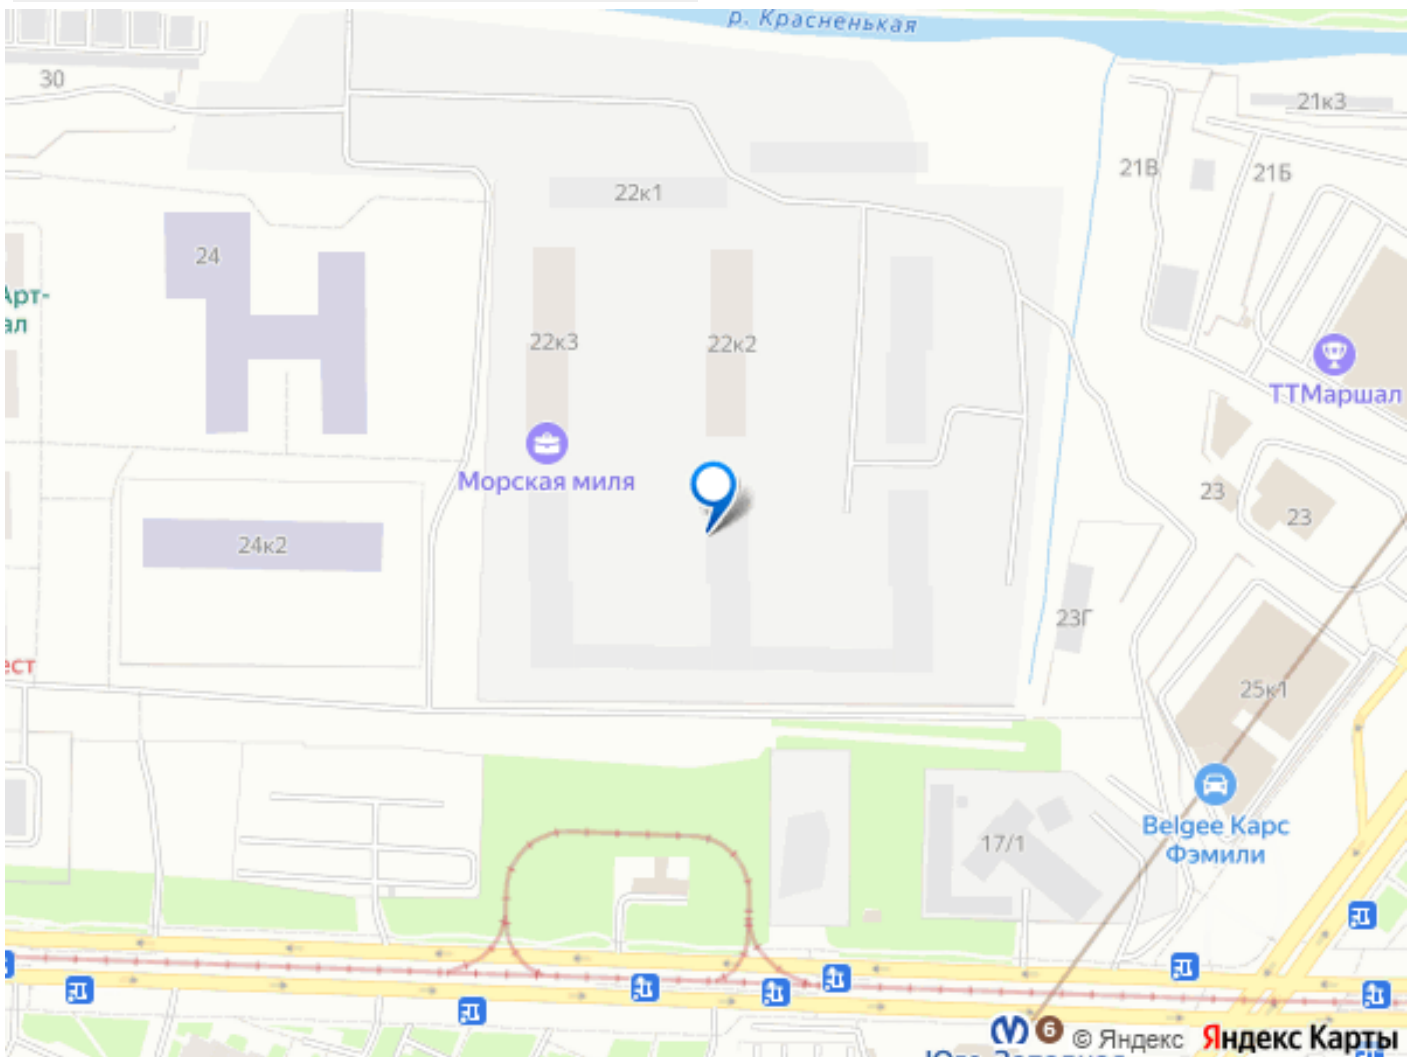 р. Красненькая
30
21к3
21В
21Б
22к1
24
Арт-
ал
22к3
22к2
ТТМаршал
Морская миля
23
23
24к2
23Г
ест
25к1
Belgee Карс
Фэмили
17/1
6
© Яндекс
Яндекс Карты